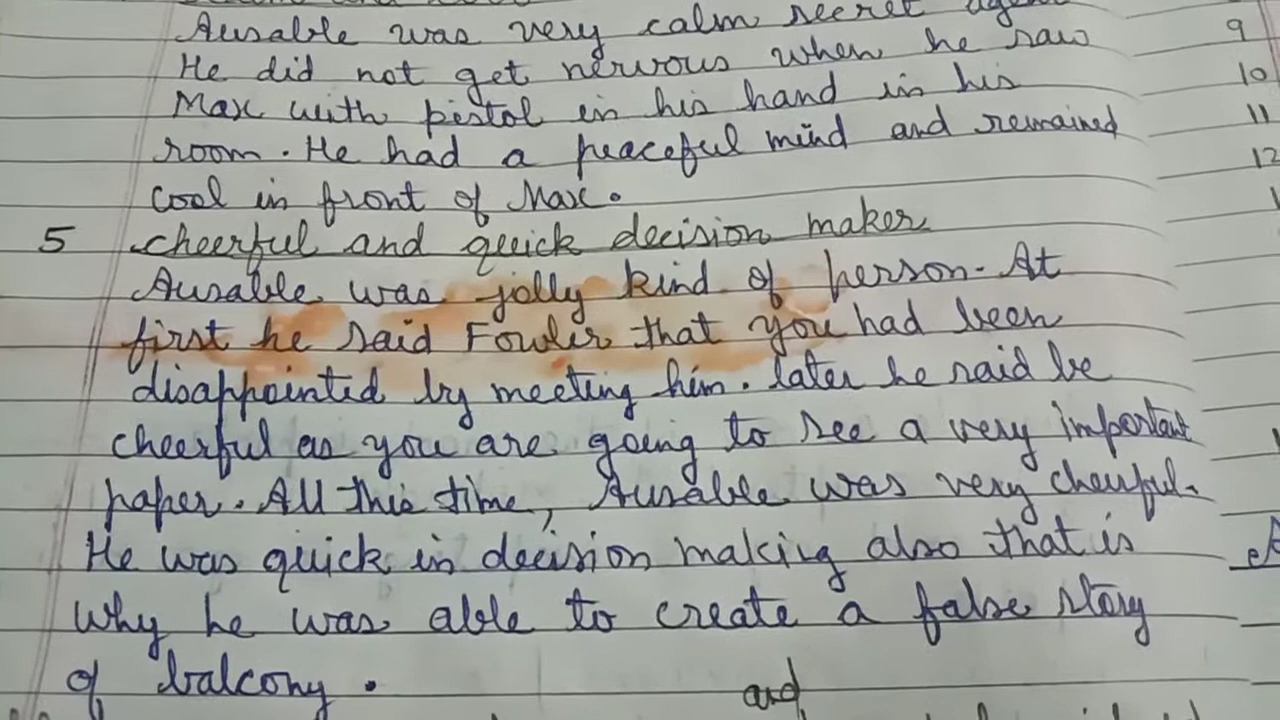 Ausable was very calm secret
He did not get nervous when he saw
Max with pistol in his hand in his
room. He had a peaceful mind and remained
cool in front of Max.
5 cheerful and quick decision maker
Ausable was jolly kind of person. At
first he said Fowler that you had been
disappointed by meeting him. later he said be
cheerful as you are going to see a very important
paper. All this time, Ausable was very cheerful.
He was quick in decision making also that is
why he was able to create a false story
of balcony.
and
9
10
11
12